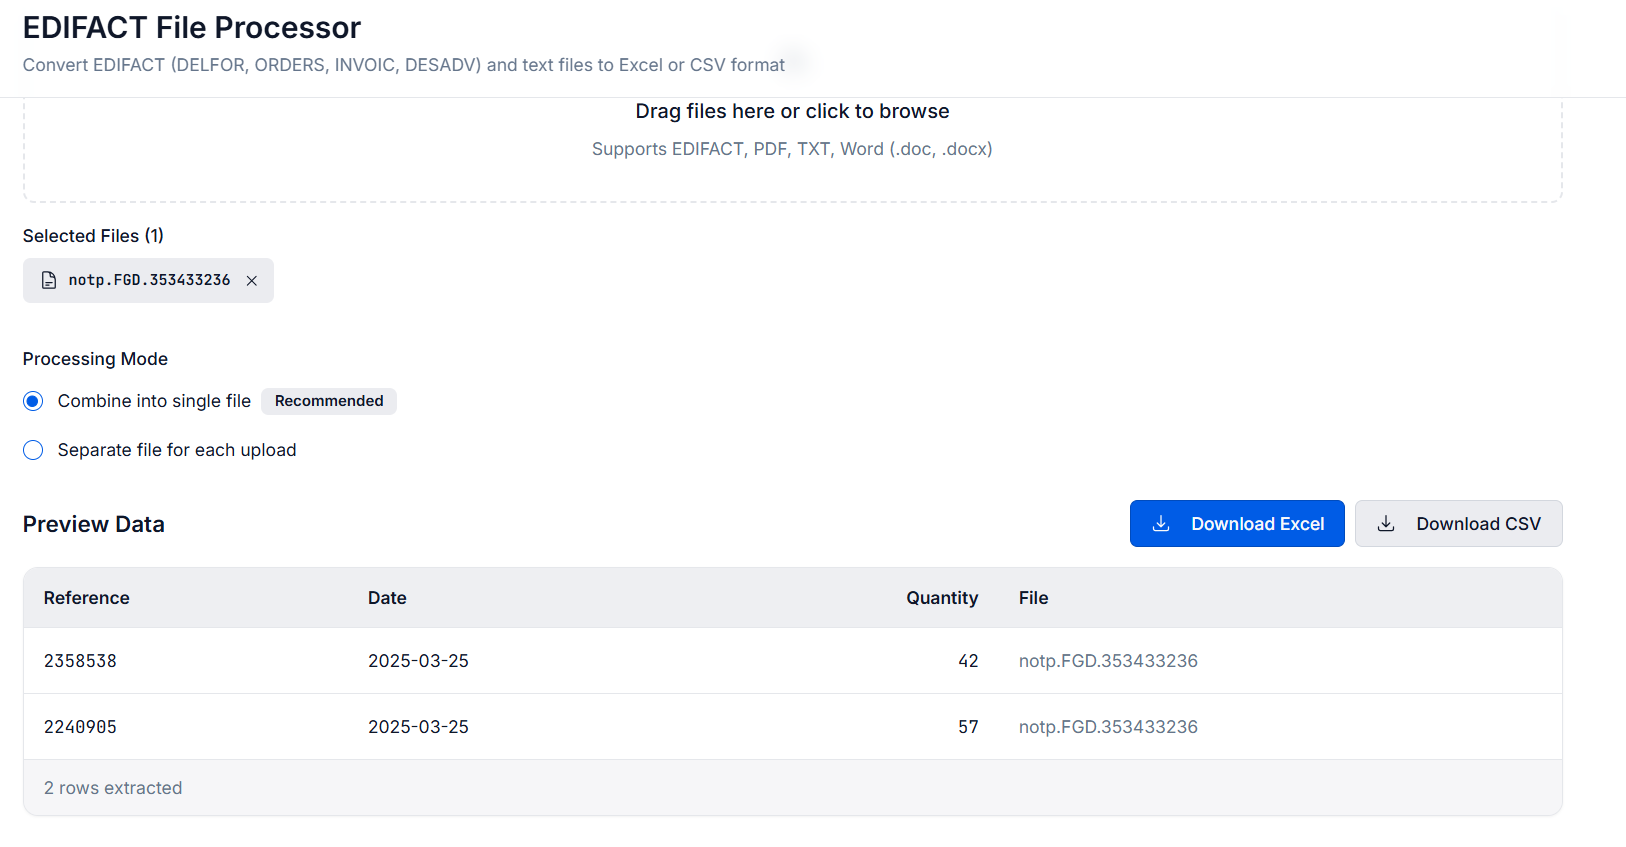 EDIFACT File Processor
Convert EDIFACT (DELFOR, ORDERS, INVOIC, DESADV) and text files to Excel or CSV format
Drag files here or click to browse
Supports EDIFACT, PDF, TXT, Word (.doc, .docx)
Selected Files (1)
notp.FGD.353433236
Processing Mode
Combine into single file Recommended
Separate file for each upload
Preview Data Download Excel Download CSV
Reference Date Quantity File
2358538 2025-03-25 42 notp.FGD.353433236
2240905 2025-03-25 57 notp.FGD.353433236
2 rows extracted